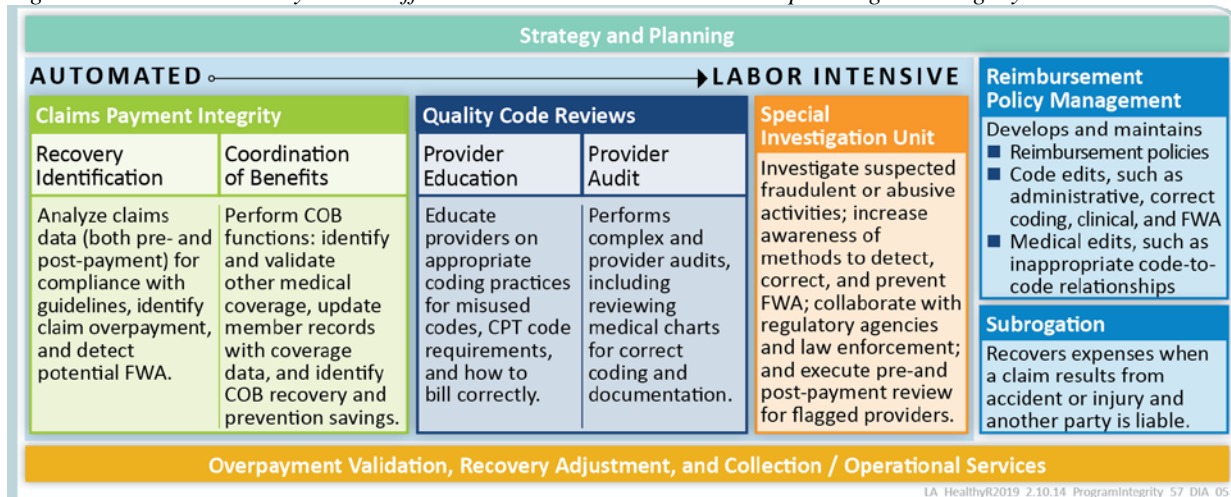 Strategy and Planning
AUTOMATED
LABOR INTENSIVE
Claims Payment Integrity
Recovery
Identification
Analyze claims
data (both pre- and
post-payment) for
compliance with
guidelines, identify
claim overpayment,
and detect
potential FWA.
Coordination
of Benefits
Perform COB
functions: identify
and validate
other medical
coverage, update
member records
with coverage
data, and identify
COB recovery and
prevention savings.
Quality Code Reviews
Provider
Education
Educate
providers on
appropriate
coding practices
for misused
codes, CPT code
requirements,
and how to
bill correctly.
Provider
Audit
Performs
complex and
provider audits,
including
reviewing
medical charts
for correct
coding and
documentation.
Special
Investigation Unit
Investigate suspected
fraudulent or abusive
activities; increase
awareness of
methods to detect,
correct, and prevent
FWA; collaborate with
regulatory agencies
and law enforcement;
and execute pre-and
post-payment review
for flagged providers.
Reimbursement
Policy Management
Develops and maintains
■ Reimbursement policies
■ Code edits, such as
administrative, correct
coding, clinical, and FWA
■ Medical edits, such as
inappropriate code-to-
code relationships
Subrogation
Recovers expenses when
a claim results from
accident or injury and
another party is liable.
Overpayment Validation, Recovery Adjustment, and Collection / Operational Services
LA_HealthyR2019_2.10.14_ProgramIntegrity_57_DIA_05